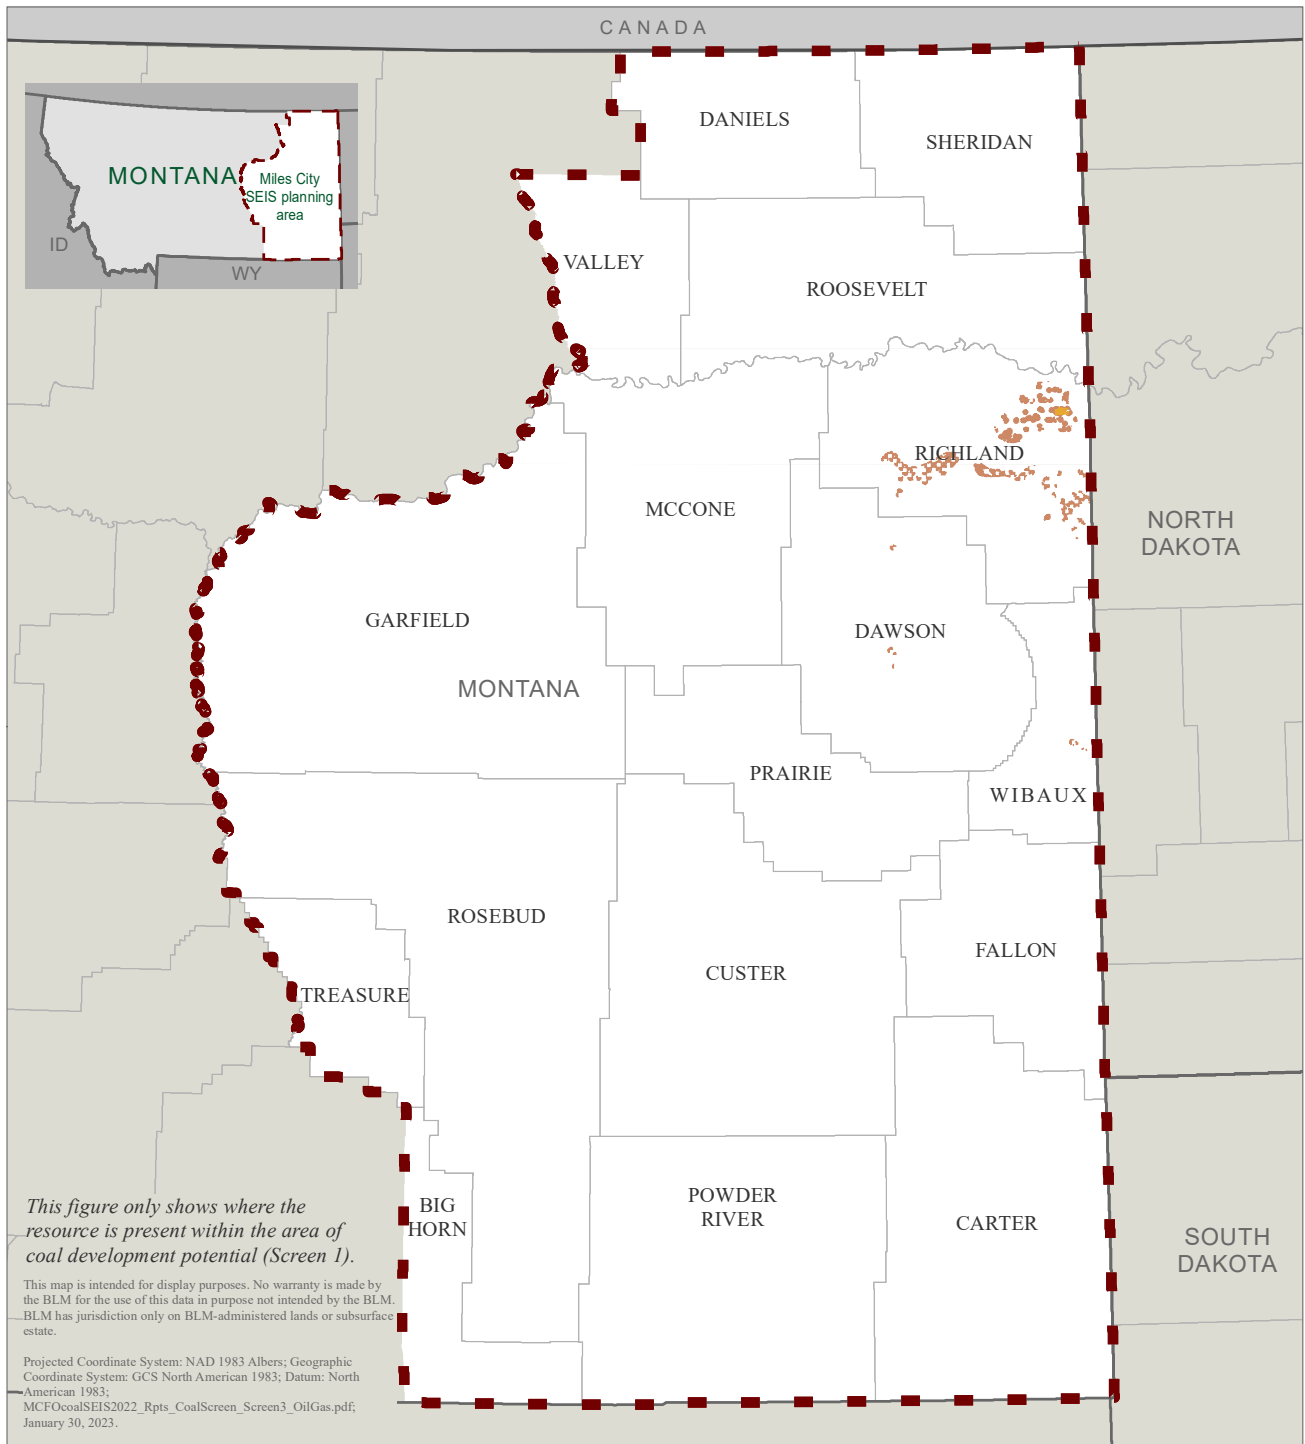 CANADA
DANIELS
SHERIDAN
MONTANA
Miles City
SEIS planning
area
ID
WY
VALLEY
ROOSEVELT
RICHLAND
MCCONE
NORTH
DAKOTA
GARFIELD
DAWSON
MONTANA
PRAIRIE
WIBAUX
ROSEBUD
FALLON
CUSTER
TREASURE
BIG
HORN
POWDER
RIVER
CARTER
SOUTH
DAKOTA
This figure only shows where the
resource is present within the area of
coal development potential (Screen 1).
This map is intended for display purposes. No warranty is made by
the BLM for the use of this data in purpose not intended by the BLM.
BLM has jurisdiction only on BLM-administered lands or subsurface
estate.
Projected Coordinate System: NAD 1983 Albers; Geographic
Coordinate System: GCS North American 1983; Datum: North
American 1983;
MCFOcoalSEIS2022_Rpts_CoalScreen_Screen3_OilGas.pdf;
January 30, 2023.